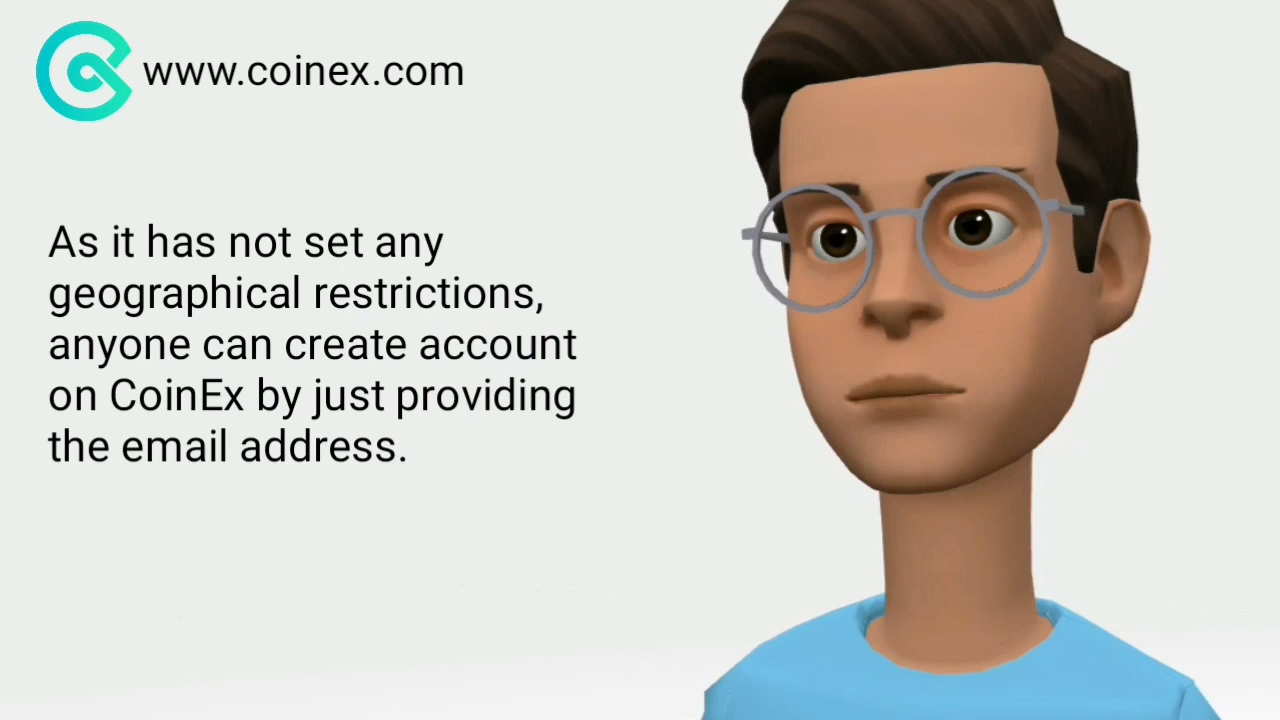 www.coinex.com
As it has not set any
geographical restrictions,
anyone can create account
on CoinEx by just providing
the email address.